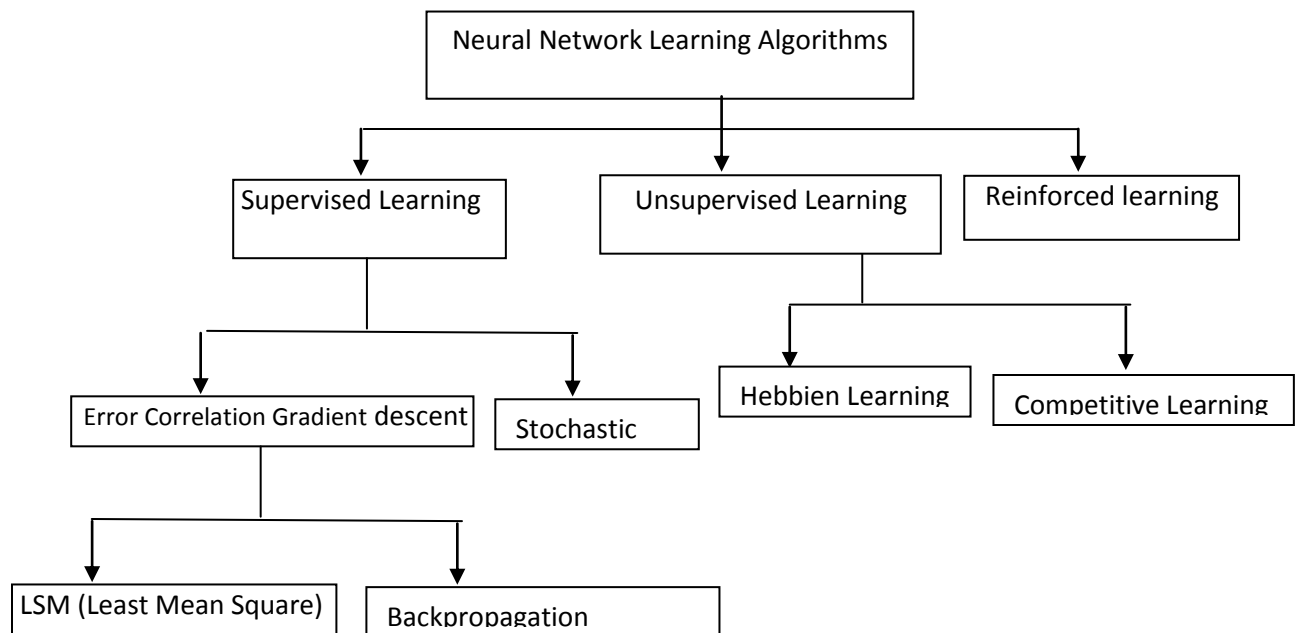 Neural Network Learning Algorithms
Supervised Learning
Unsupervised Learning
Reinforced learning
Error Correlation Gradient descent
Stochastic
Hebbien Learning
Competitive Learning
LSM (Least Mean Square)
Backpropagation